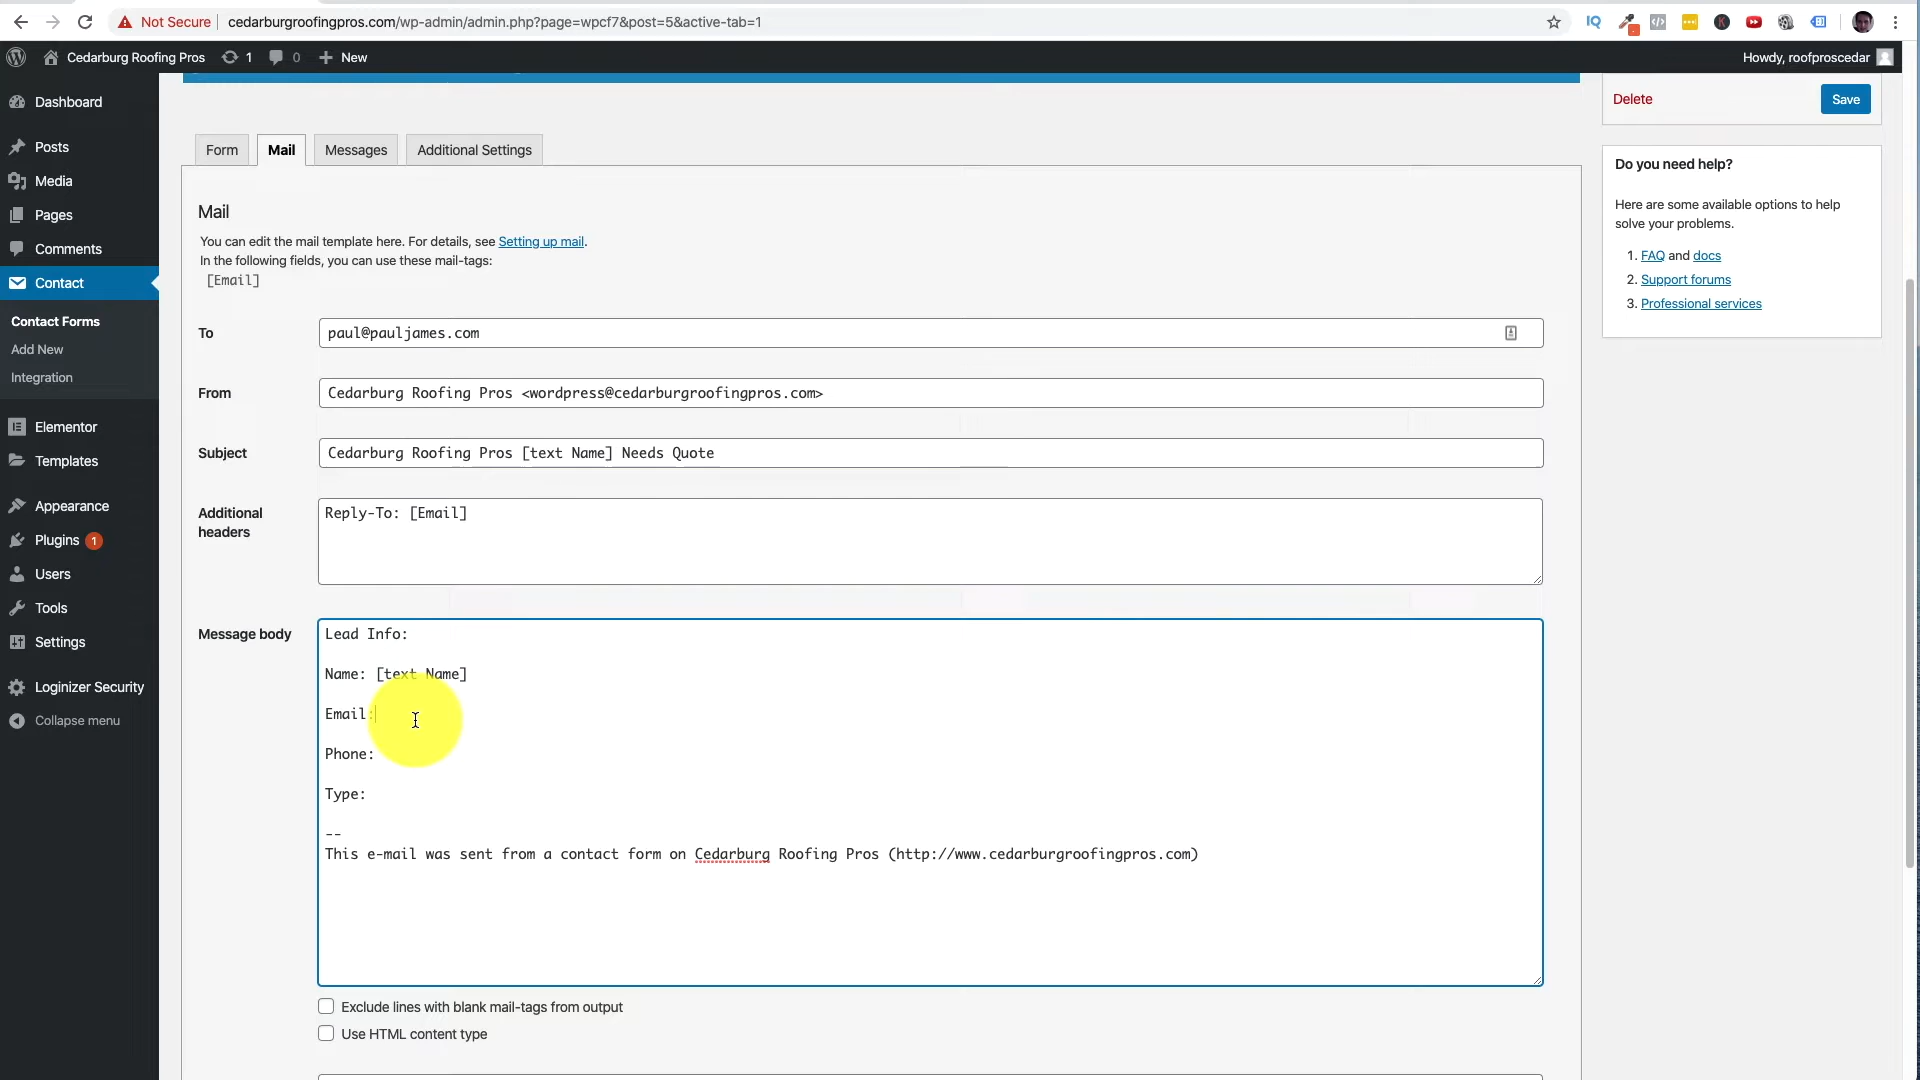 Not Secure
cedarburgroofingpros.com/wp-admin/admin.php?page=wpcf7&post=5&active-tab=1
IQ
K
Cedarburg Roofing Pros
1
0
New
Howdy, roofproscedar
Dashboard
Posts
Media
Pages
Comments
Contact
Contact Forms
Add New
Integration
Elementor
Templates
Appearance
Plugins 1
Users
Tools
Settings
Loginizer Security
Collapse menu
Form
Mail
Messages
Additional Settings
Mail
You can edit the mail template here. For details, see Setting up mail.
In the following fields, you can use these mail-tags:
[Email]
To
paul@pauljames.com
From
Cedarburg Roofing Pros <wordpress@cedarburgroofingpros.com>
Subject
Cedarburg Roofing Pros [text Name] Needs Quote
Additional
headers
Reply-To: [Email]
Message body
Lead Info:
Name: [text Name]
Email:
Phone:
Type:
--
This e-mail was sent from a contact form on Cedarburg Roofing Pros (http://www.cedarburgroofingpros.com)
Exclude lines with blank mail-tags from output
Use HTML content type
Delete
Save
Do you need help?
Here are some available options to help
solve your problems.
1. FAQ and docs
2. Support forums
3. Professional services